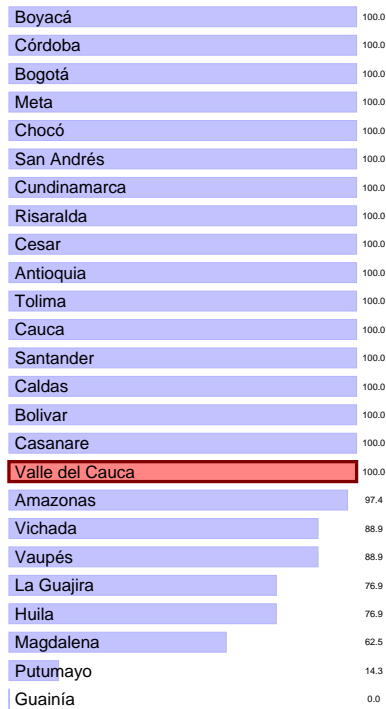 Boyacá 100.0
Córdoba 100.0
Bogotá 100.0
Meta 100.0
Chocó 100.0
San Andrés 100.0
Cundinamarca 100.0
Risaralda 100.0
Cesar 100.0
Antioquia 100.0
Tolima 100.0
Cauca 100.0
Santander 100.0
Caldas 100.0
Bolivar 100.0
Casanare 100.0
Valle del Cauca 100.0
Amazonas 97.4
Vichada 88.9
Vaupés 88.9
La Guajira 76.9
Huila 76.9
Magdalena 62.5
Putumayo 14.3
Guainía 0.0